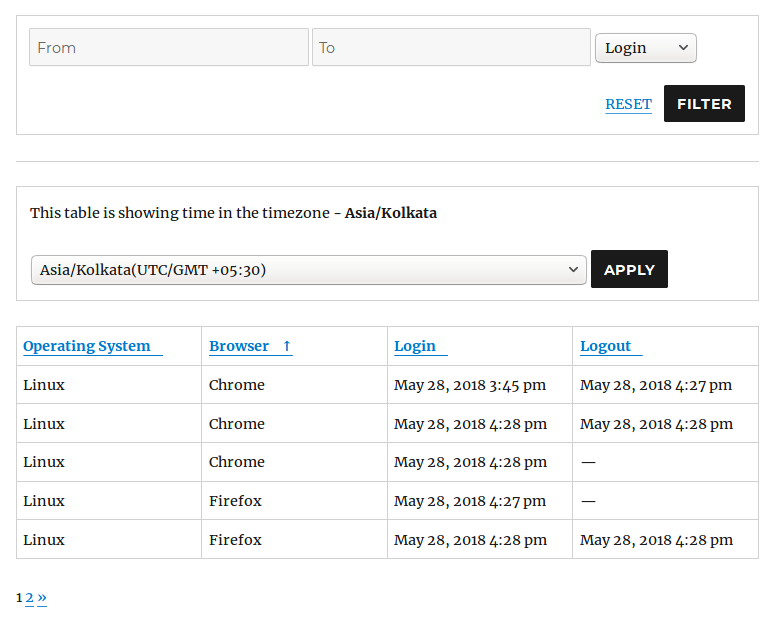 From To Login
RESET FILTER
This table is showing time in the timezone - Asia/Kolkata
Asia/Kolkata(UTC/GMT +05:30) APPLY
Operating System Browser ↑ Login Logout
Linux Chrome May 28, 2018 3:45 pm May 28, 2018 4:27 pm
Linux Chrome May 28, 2018 4:28 pm May 28, 2018 4:28 pm
Linux Chrome May 28, 2018 4:28 pm —
Linux Firefox May 28, 2018 4:27 pm —
Linux Firefox May 28, 2018 4:28 pm May 28, 2018 4:28 pm
1 2 »